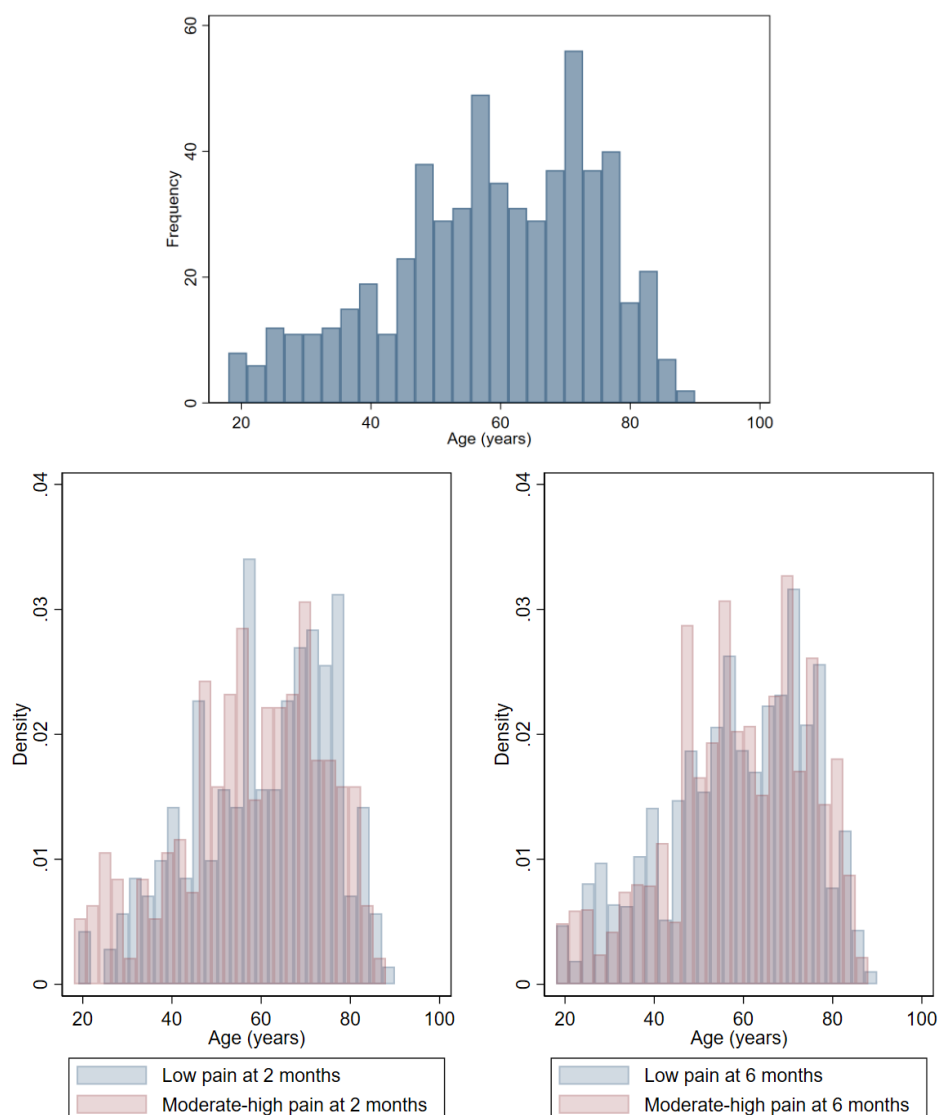 60
40
20
0
Frequency
20 40 60 80 100
Age (years)
.04
.03
.02
.01
0
Density
20 40 60 80 100
Age (years)
Low pain at 2 months
Moderate-high pain at 2 months
.04
.03
.02
.01
0
Density
20 40 60 80 100
Age (years)
Low pain at 6 months
Moderate-high pain at 6 months